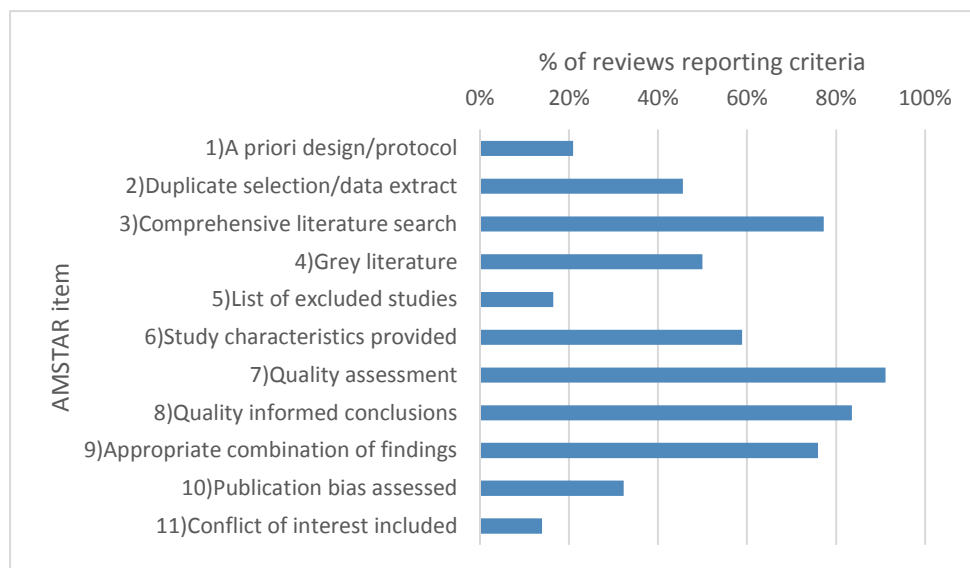 % of reviews reporting criteria
0% 20% 40% 60% 80% 100%
AMSTAR item
1)A priori design/protocol
2)Duplicate selection/data extract
3)Comprehensive literature search
4)Grey literature
5)List of excluded studies
6)Study characteristics provided
7)Quality assessment
8)Quality informed conclusions
9)Appropriate combination of findings
10)Publication bias assessed
11)Conflict of interest included